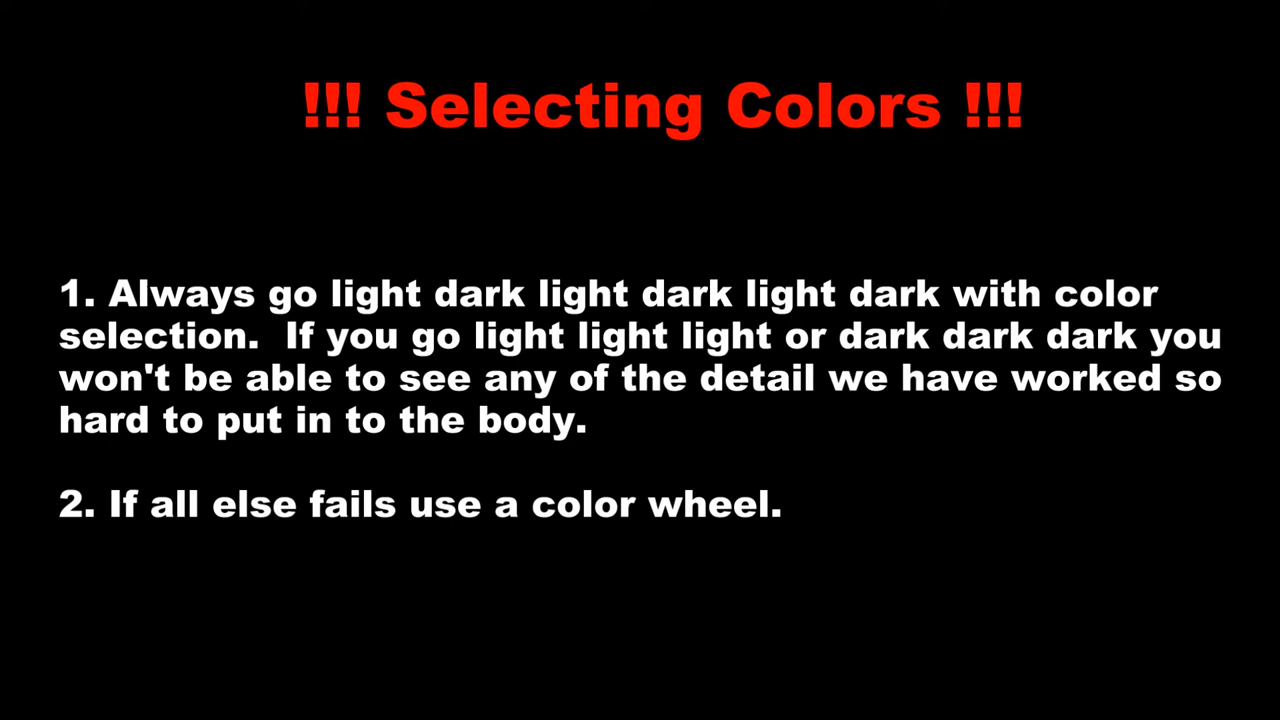 !!! Selecting Colors !!!
1. Always go light dark light dark light dark with color
selection.  If you go light light light or dark dark dark you
won't be able to see any of the detail we have worked so
hard to put in to the body.
2. If all else fails use a color wheel.